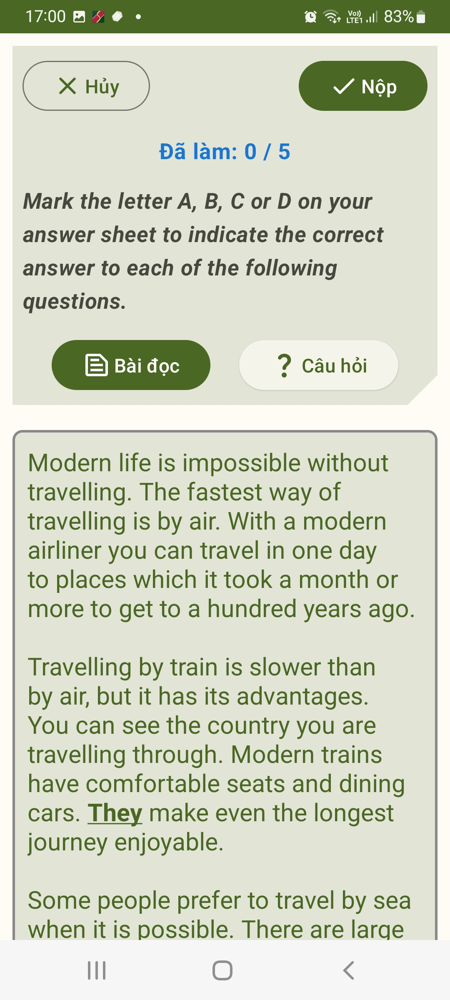 17:00
Vo))
LTE1
83%
Hủy
Nộp
Đã làm: 0 / 5
Mark the letter A, B, C or D on your
answer sheet to indicate the correct
answer to each of the following
questions.
Bài đọc
? Câu hỏi
Modern life is impossible without
travelling. The fastest way of
travelling is by air. With a modern
airliner you can travel in one day
to places which it took a month or
more to get to a hundred years ago.
Travelling by train is slower than
by air, but it has its advantages.
You can see the country you are
travelling through. Modern trains
have comfortable seats and dining
cars. They make even the longest
journey enjoyable.
Some people prefer to travel by sea
when it is possible. There are large